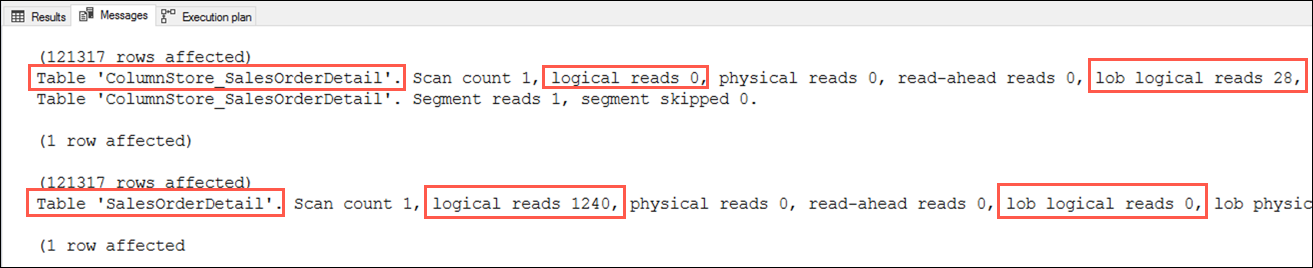 Results Messages Execution plan
(121317 rows affected)
Table 'ColumnStore_SalesOrderDetail'. Scan count 1, logical reads 0, physical reads 0, read-ahead reads 0, lob logical reads 28,
Table 'ColumnStore_SalesOrderDetail'. Segment reads 1, segment skipped 0.
(1 row affected)
(121317 rows affected)
Table 'SalesOrderDetail'. Scan count 1, logical reads 1240, physical reads 0, read-ahead reads 0, lob logical reads 0, lob physic
(1 row affected